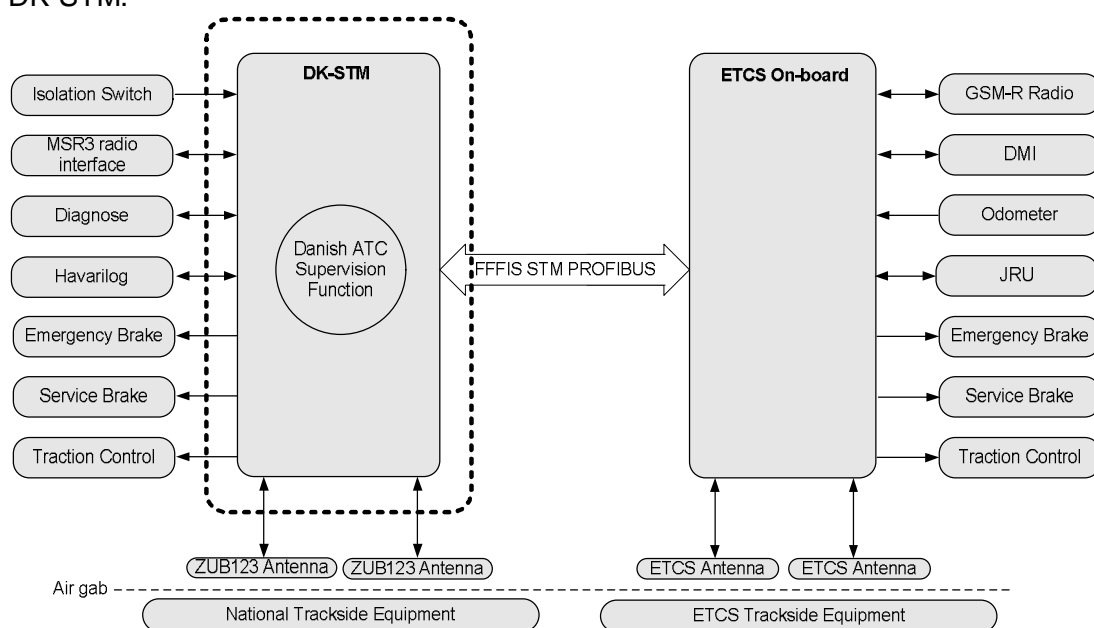 DK-STM.
DK-STM
ETCS On-board
Isolation Switch
MSR3 radio
interface
Diagnose
Havarilog
Emergency Brake
Service Brake
Traction Control
Danish ATC
Supervision
Function
FFFIS STM PROFIBUS
GSM-R Radio
DMI
Odometer
JRU
Emergency Brake
Service Brake
Traction Control
ZUB123 Antenna
ZUB123 Antenna
ETCS Antenna
ETCS Antenna
Air gab
National Trackside Equipment
ETCS Trackside Equipment